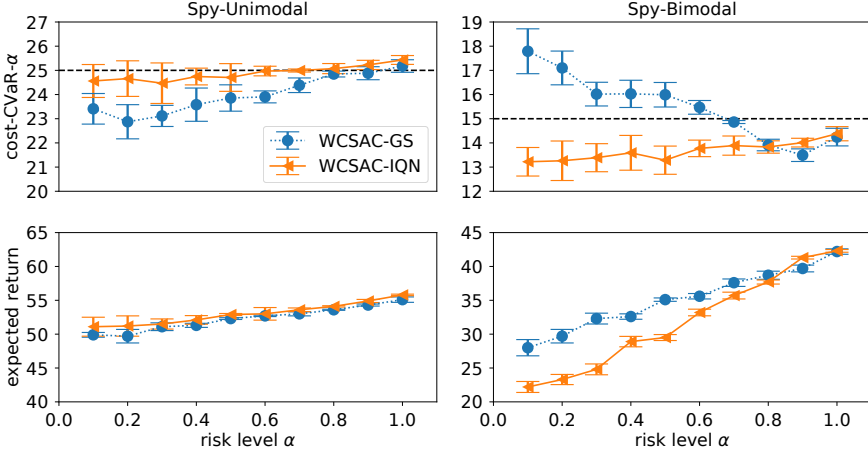 Spy-Unimodal
Spy-Bimodal
cost-CVaR-α
27
26
25
24
23
22
21
20
WCSAC-GS
WCSAC-IQN
19
18
17
16
15
14
13
12
expected return
65
60
55
50
45
40
0.0 0.2 0.4 0.6 0.8 1.0
risk level α
45
40
35
30
25
20
0.0 0.2 0.4 0.6 0.8 1.0
risk level α